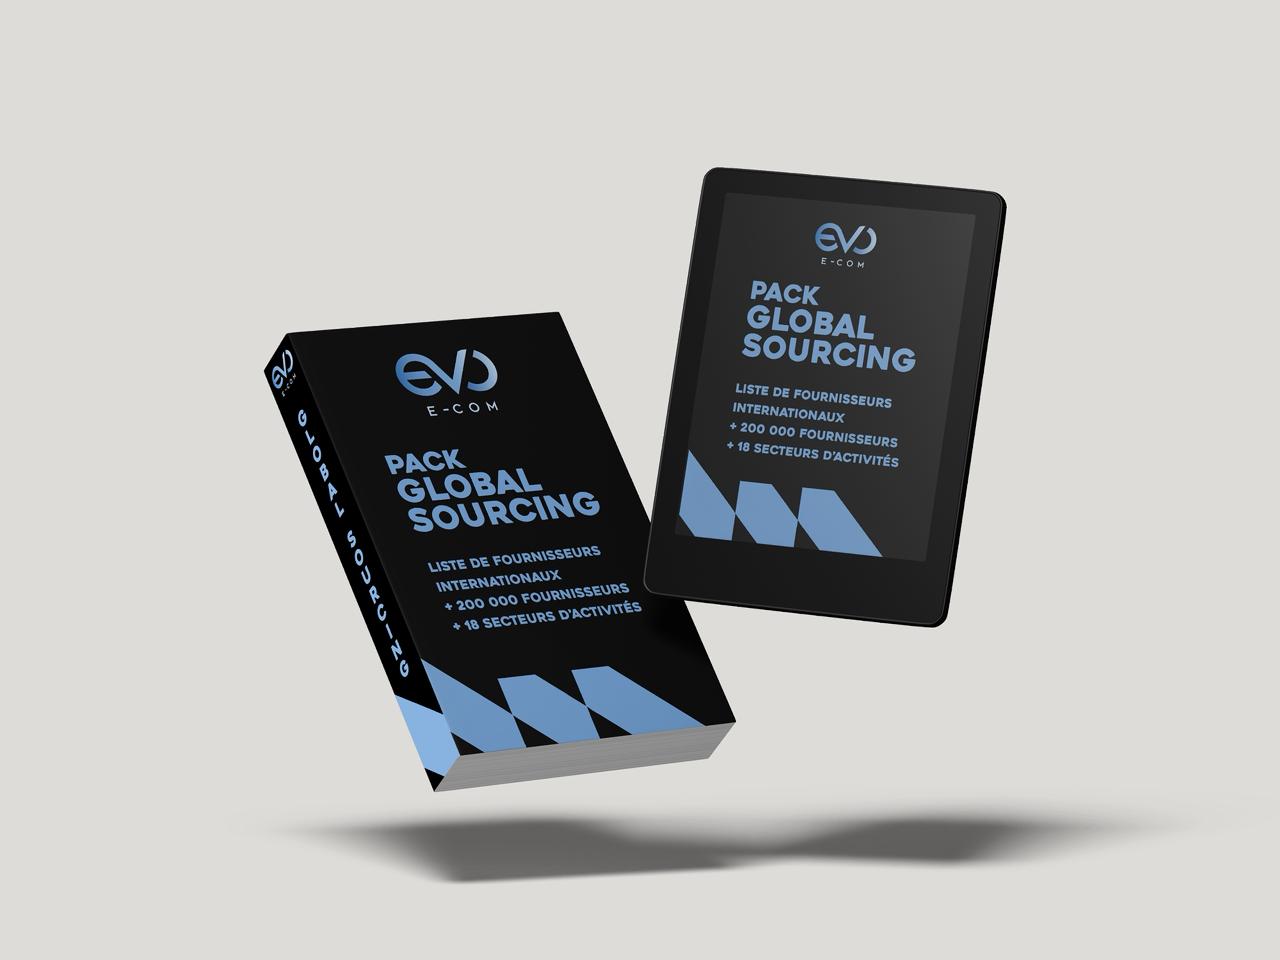 EVO
E-COM
GLOBAL SOURCING
EVO
E-COM
PACK
GLOBAL
SOURCING
LISTE DE FOURNISSEURS
INTERNATIONAUX
+ 200 000 FOURNISSEURS
+ 18 SECTEURS D'ACTIVITÉS
EVO
E-COM
PACK
GLOBAL
SOURCING
LISTE DE FOURNISSEURS
INTERNATIONAUX
+ 200 000 FOURNISSEURS
+ 18 SECTEURS D'ACTIVITÉS